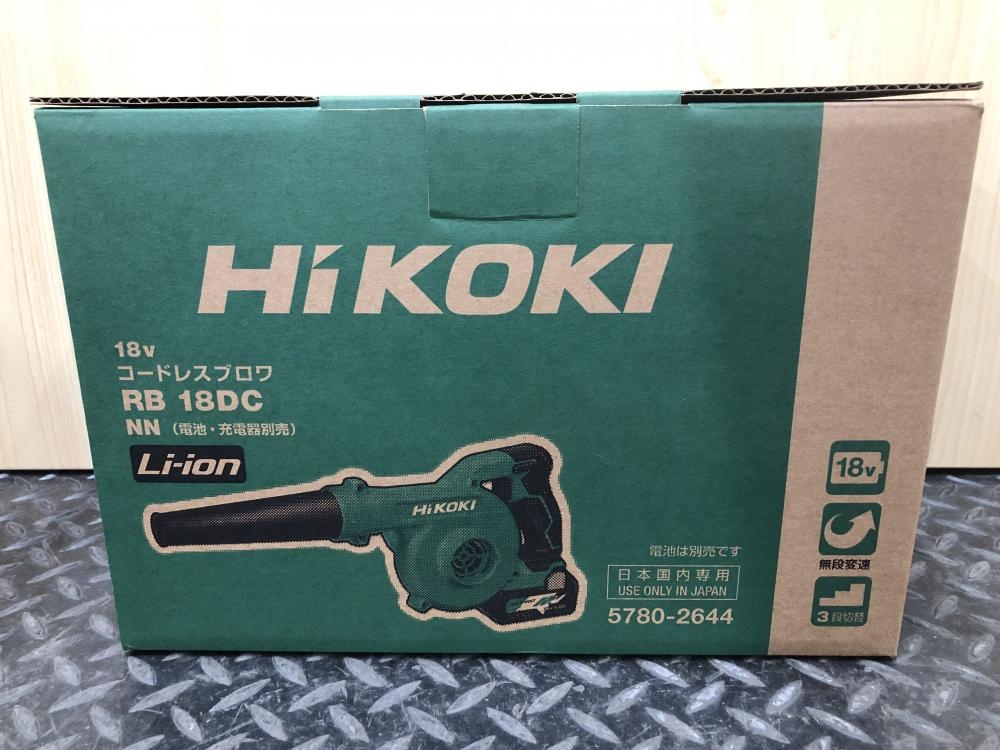 HiKOKI
18v
コードレスブロワ
RB 18DC
NN（電池・充電器別売）
Li-ion
HiKOKI
電池は別売です
日本国内専用
USE ONLY IN JAPAN
5780-2644
18v
無段変速
3段切替